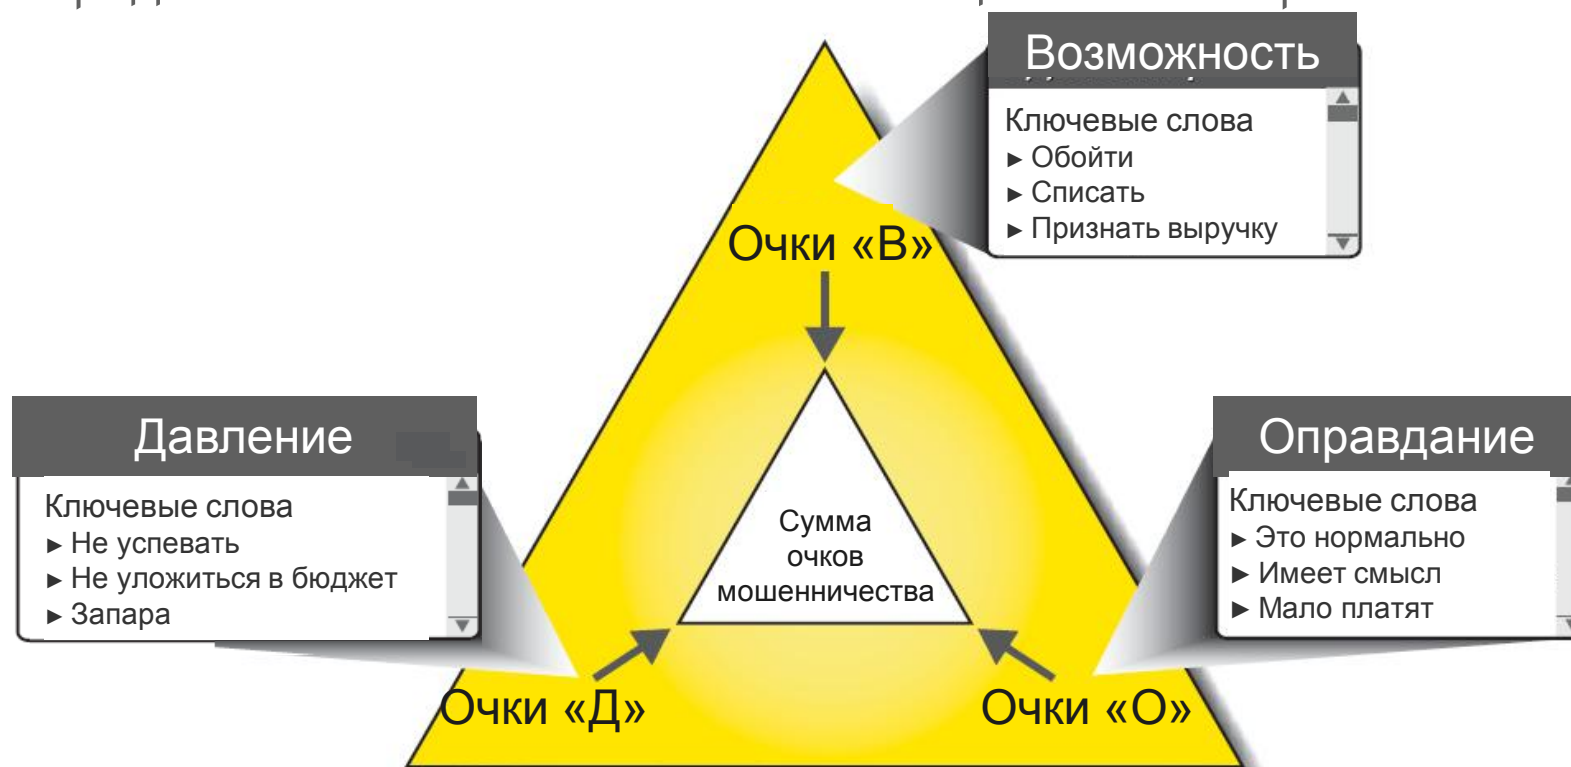 Возможность
Ключевые слова
► Обойти
► Списать
► Признать выручку
Очки «В»
Давление
Ключевые слова
► Не успевать
► Не уложиться в бюджет
► Запара
Сумма
очков
мошенничества
Оправдание
Ключевые слова
► Это нормально
► Имеет смысл
► Мало платят
Очки «Д»
Очки «О»